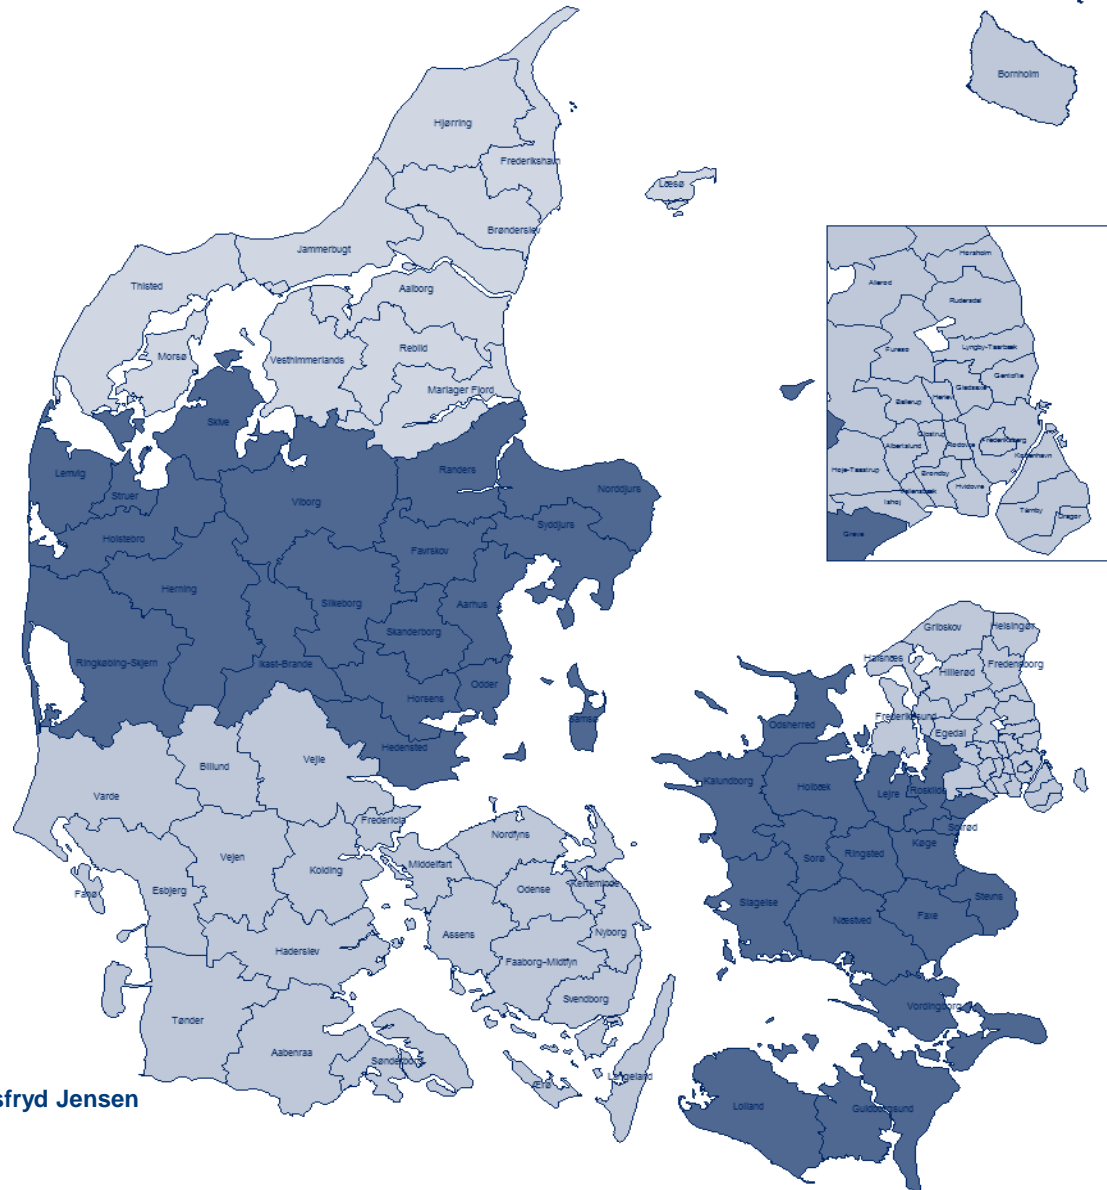 Bornholm
Hjørring
Frederikshavn
Læsø
Brønderslev
Jammerbugt
Thisted
Aalborg
Morsø
Vesthimmerlands
Rebild
Mariager Fjord
Skive
Lemvig
Struer
Viborg
Randers
Norddjurs
Holstebro
Syddjurs
Favrskov
Herning
Silkeborg
Aarhus
Skanderborg
Ringkøbing-Skjern
Ikast-Brande
Horsens
Odder
Samsø
Hedensted
Billund
Vejle
Varde
Fredericia
Vejen
Kolding
Fanø
Esbjerg
Haderslev
Tønder
Aabenraa
Sønderborg
Nordfyns
Middelfart
Odense
Kerteminde
Assens
Nyborg
Faaborg-Midtfyn
Svendborg
Ærø
Langeland
Hørsholm
Allerød
Rudersdal
Furesø
Lyngby-Taarbæk
Gentofte
Gladsaxe
Ballerup
Herlev
Glostrup
Albertslund
Rødovre
Frederiksberg
København
Høje-Taastrup
Brøndby
Vallensbæk
Hvidovre
Ishøj
Tårnby
Dragør
Greve
Gribskov
Helsingør
Halsnæs
Hillerød
Fredensborg
Frederikssund
Egedal
Odsherred
Kalundborg
Holbæk
Lejre
Roskilde
Solrød
Sorø
Ringsted
Køge
Slagelse
Næstved
Faxe
Stevns
Vordingborg
Lolland
Guldborgsund
sfryd Jensen